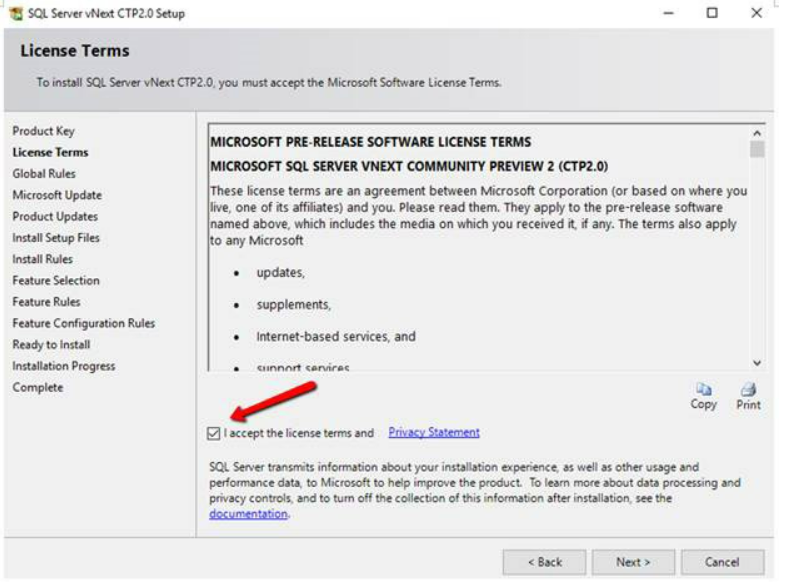 SQL Server vNext CTP2.0 Setup
License Terms
To install SQL Server vNext CTP2.0, you must accept the Microsoft Software License Terms.
Product Key
License Terms
Global Rules
Microsoft Update
Product Updates
Install Setup Files
Install Rules
Feature Selection
Feature Rules
Feature Configuration Rules
Ready to Install
Installation Progress
Complete
MICROSOFT PRE-RELEASE SOFTWARE LICENSE TERMS
MICROSOFT SQL SERVER VNEXT COMMUNITY PREVIEW 2 (CTP2.0)
These license terms are an agreement between Microsoft Corporation (or based on where you
live, one of its affiliates) and you. Please read them. They apply to the pre-release software
named above, which includes the media on which you received it, if any. The terms also apply
to any Microsoft
• updates,
• supplements,
• Internet-based services, and
• support services
Copy Print
I accept the license terms and Privacy Statement
SQL Server transmits information about your installation experience, as well as other usage and
performance data, to Microsoft to help improve the product. To learn more about data processing and
privacy controls, and to turn off the collection of this information after installation, see the
documentation.
< Back Next > Cancel